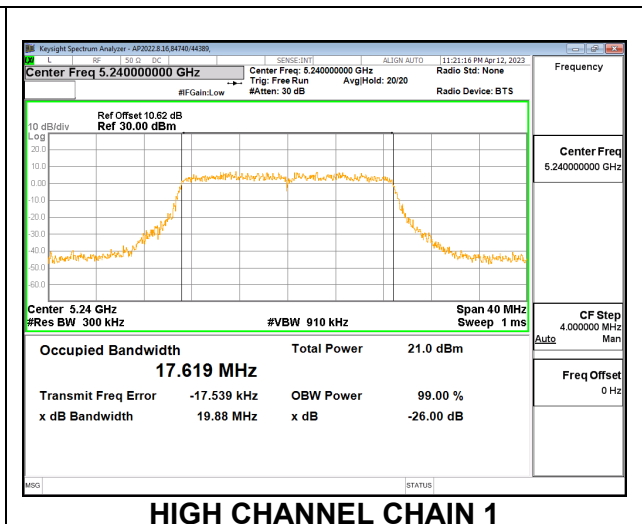 Keysight Spectrum Analyzer - AP2022.8.16,84740/44389,
L RF 50 Ω DC SENSE:INT ALIGN AUTO 11:21:16 PM Apr 12, 2023
Center Freq 5.240000000 GHz
Center Freq: 5.240000000 GHz
Radio Std: None
Trig: Free Run
Avg|Hold: 20/20
#IFGain:Low
#Atten: 30 dB
Radio Device: BTS
Frequency
Ref Offset 10.62 dB
10 dB/div Ref 30.00 dBm
Log
20.0
10.0
0.00
-10.0
-20.0
-30.0
-40.0
-50.0
-60.0
Center 5.24 GHz Span 40 MHz
#Res BW 300 kHz #VBW 910 kHz Sweep 1 ms
Center Freq
5.240000000 GHz
CF Step
4.000000 MHz
Auto Man
Freq Offset
0 Hz
Occupied Bandwidth Total Power 21.0 dBm
17.619 MHz
Transmit Freq Error -17.539 kHz OBW Power 99.00 %
x dB Bandwidth 19.88 MHz x dB -26.00 dB
MSG STATUS
HIGH CHANNEL CHAIN 1